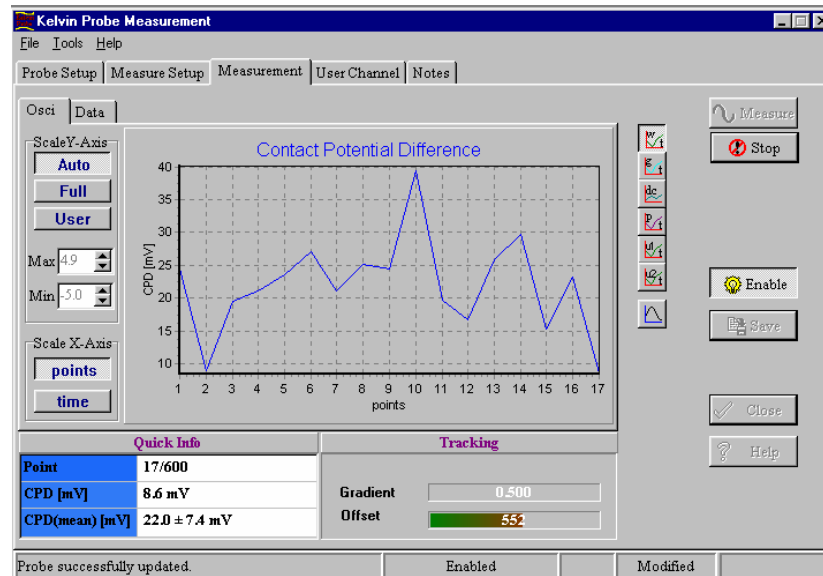 Kelvin Probe Measurement
File Tools Help
Probe Setup Measure Setup Measurement User Channel Notes
Osci Data
ScaleY-Axis
Auto
Full
User
Max 4.9
Min -5.0
Scale X-Axis
points
time
Contact Potential Difference
CPD [mV]
40
35
30
25
20
15
10
1 2 3 4 5 6 7 8 9 10 11 12 13 14 15 16 17
points
w t
g t
dc
p t
u1 t
u2 t
Measure
Stop
Enable
Save
Close
Help
Quick Info
Point 17/600
CPD [mV] 8.6 mV
CPD(mean) [mV] 22.0 ± 7.4 mV
Tracking
Gradient 0.500
Offset 552
Probe successfully updated. Enabled Modified